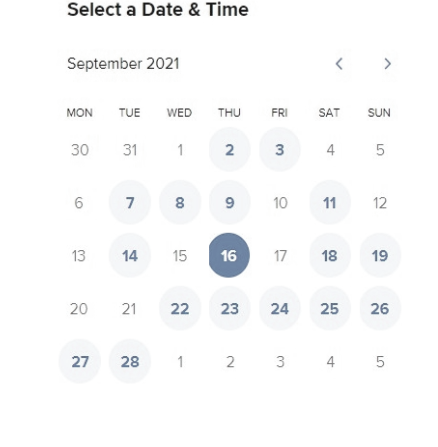 Select a Date & Time
September 2021
MON TUE WED THU FRI SAT SUN
30 31 1 2 3 4 5
6 7 8 9 10 11 12
13 14 15 16 17 18 19
20 21 22 23 24 25 26
27 28 1 2 3 4 5